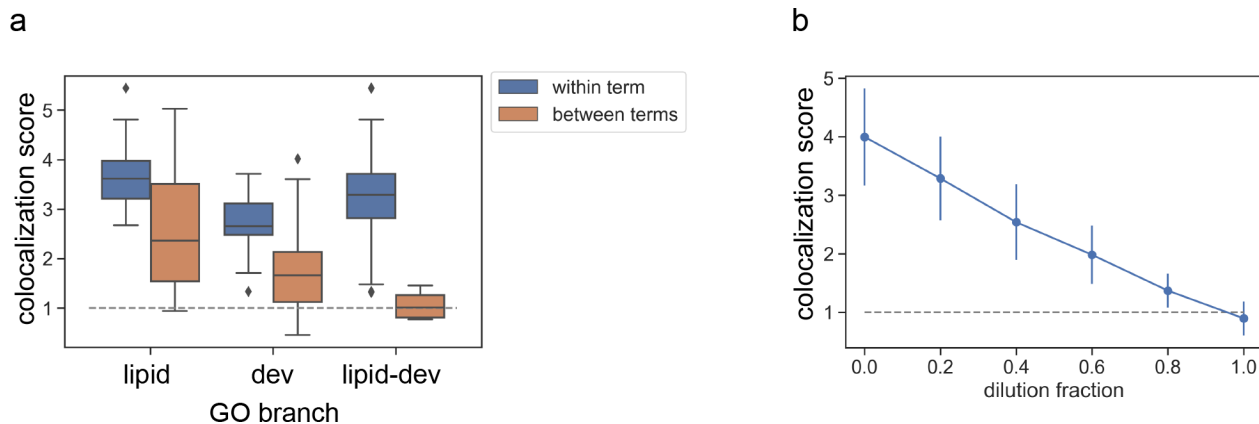 a
colocalization score
5
4
3
2
1
lipid
dev
lipid-dev
GO branch
within term
between terms
b
colocalization score
5
4
3
2
1
0.0
0.2
0.4
0.6
0.8
1.0
dilution fraction